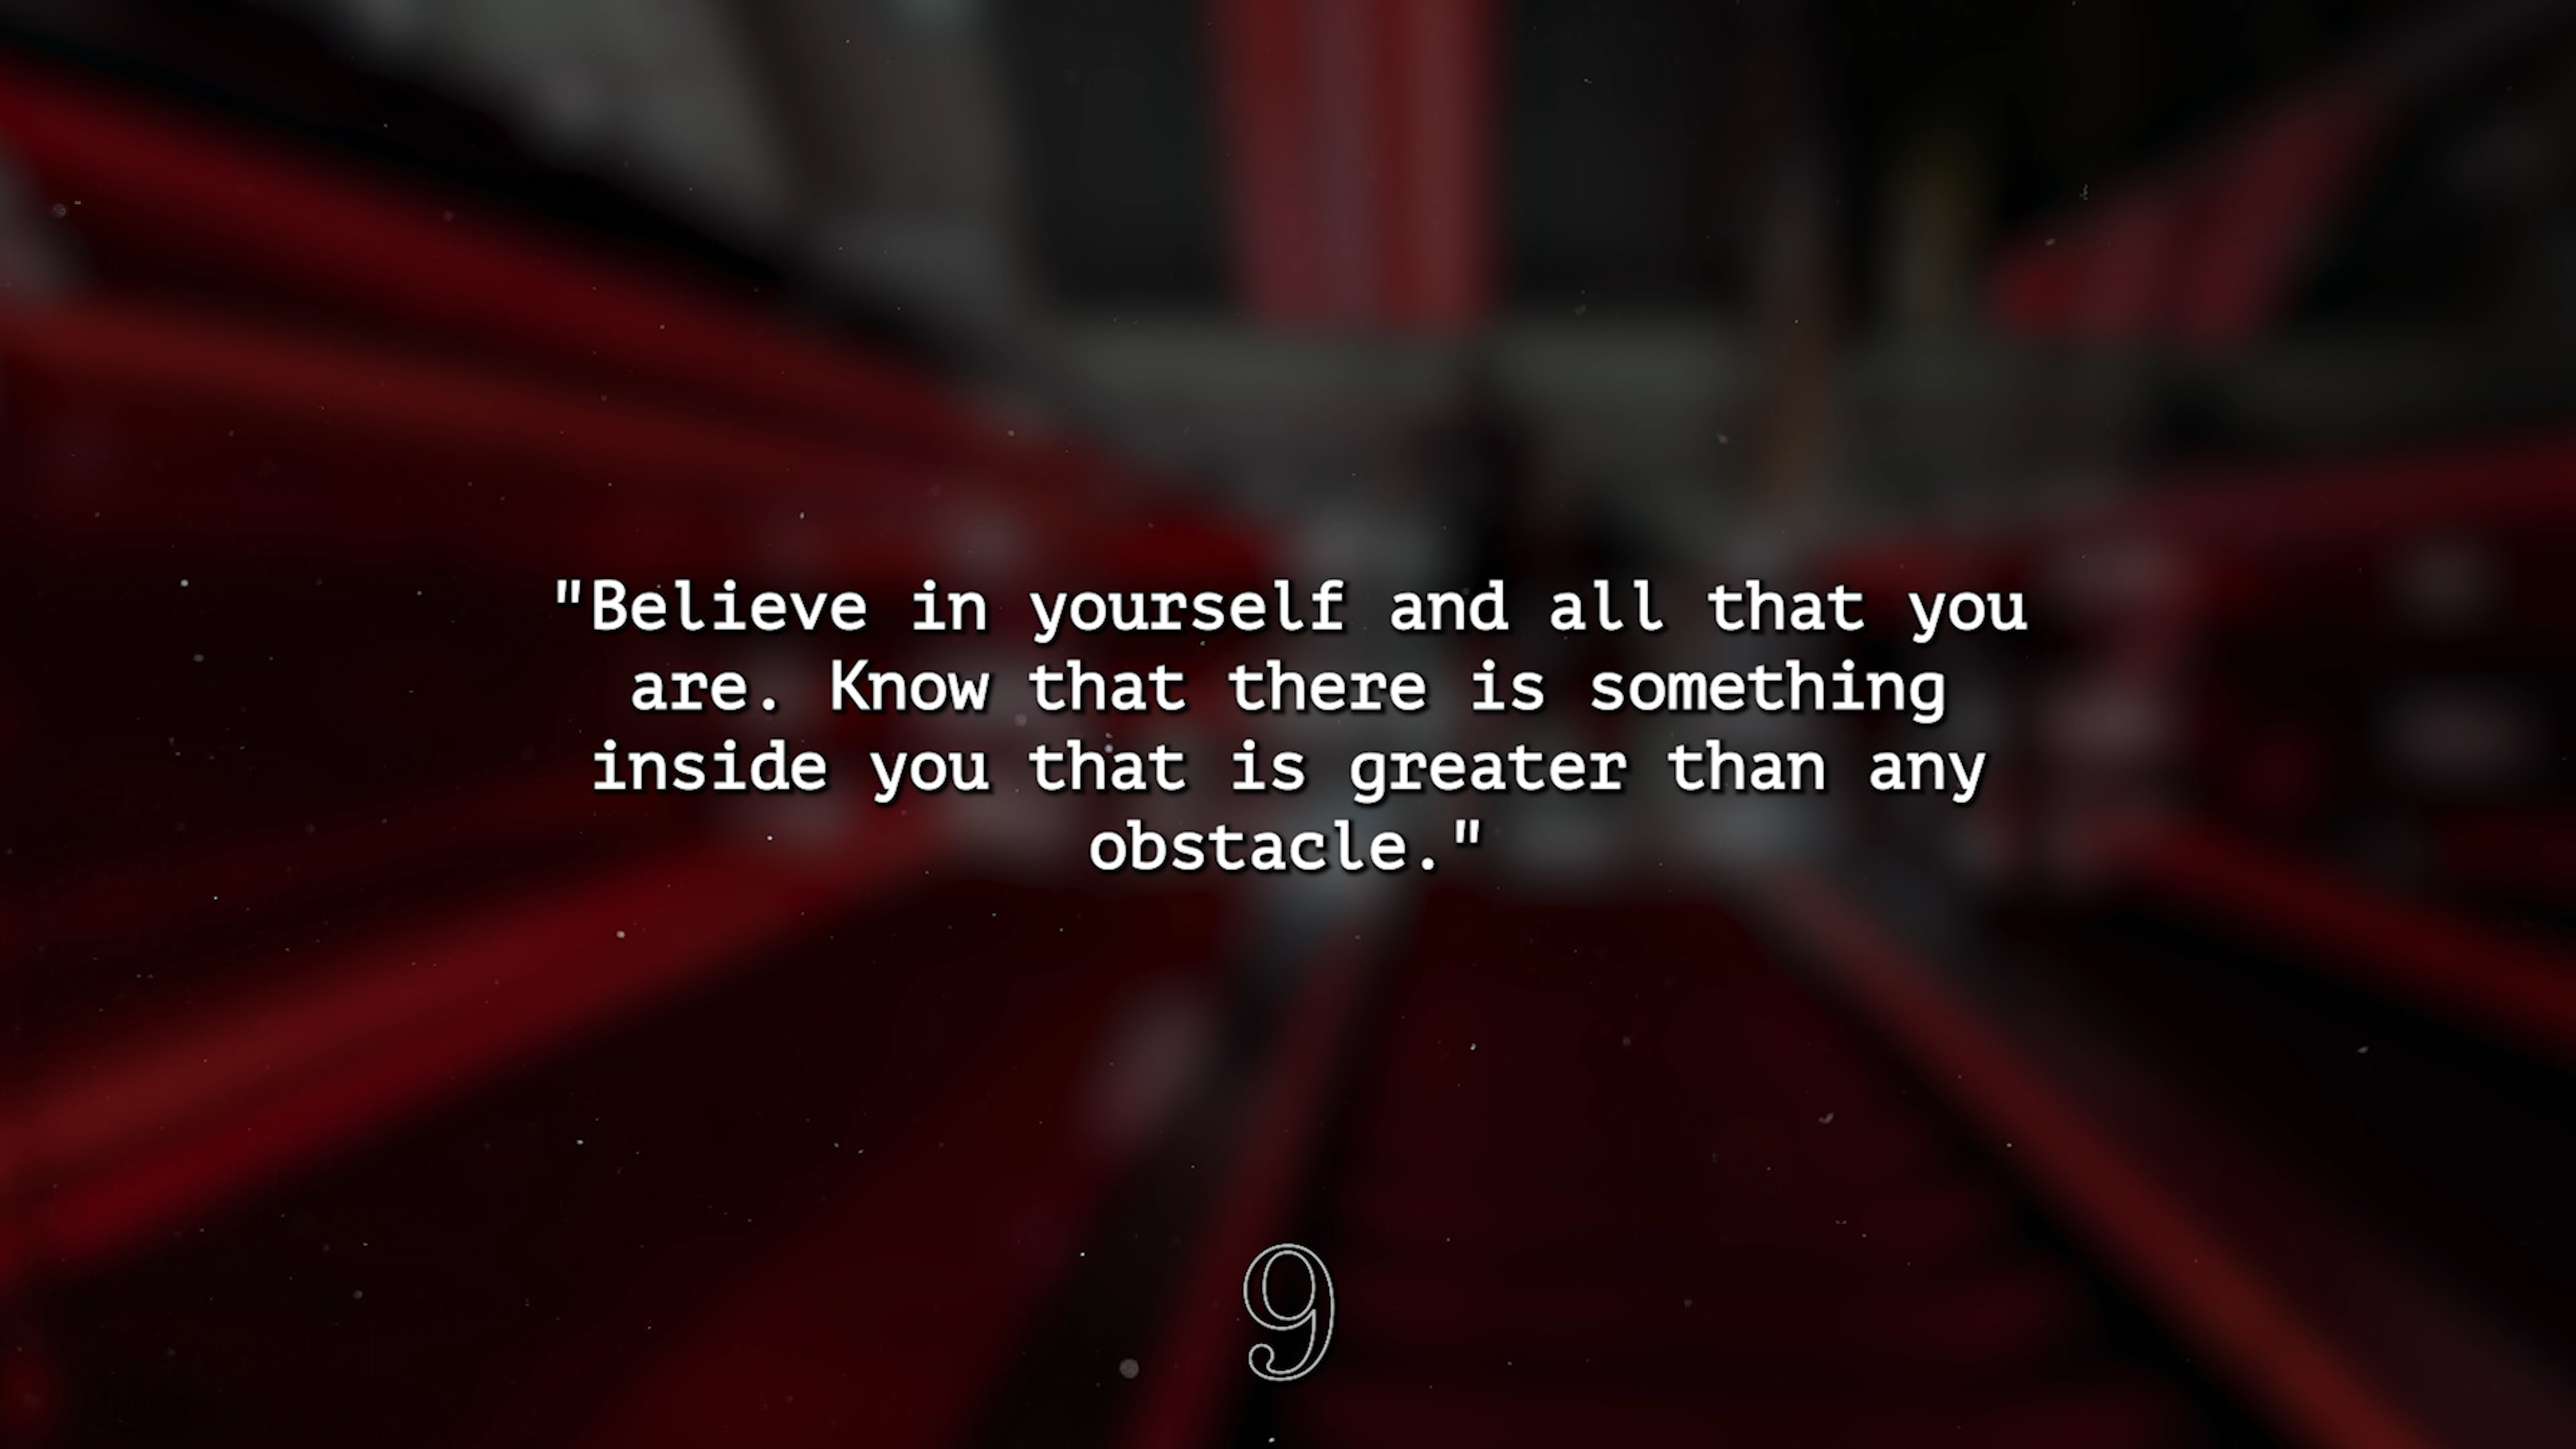 "Believe in yourself and all that you
are. Know that there is something
inside you that is greater than any
obstacle."
9